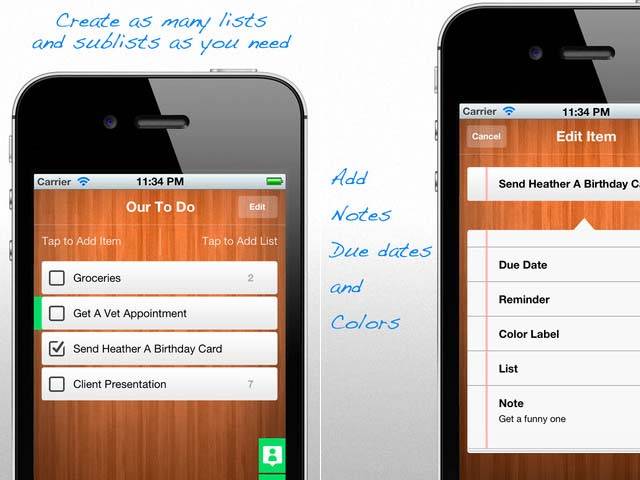 Create as many lists
and sublists as you need
Carrier 11:34 PM
Our To Do Edit
Tap to Add Item Tap to Add List
Groceries 2
Get A Vet Appointment
Send Heather A Birthday Card
Client Presentation 7
Add
Notes
Due dates
and
Colors
Carrier 11:34 PM
Cancel Edit Item
Send Heather A Birthday Ca
Due Date
Reminder
Color Label
List
Note
Get a funny one